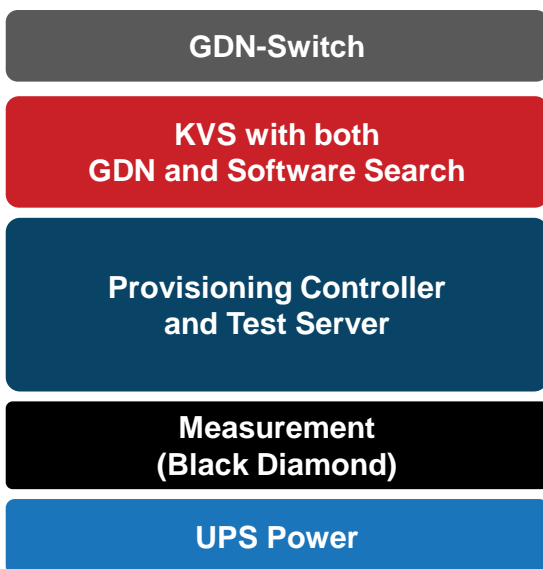 GDN-Switch
KVS with both
GDN and Software Search
Provisioning Controller
and Test Server
Measurement
(Black Diamond)
UPS Power